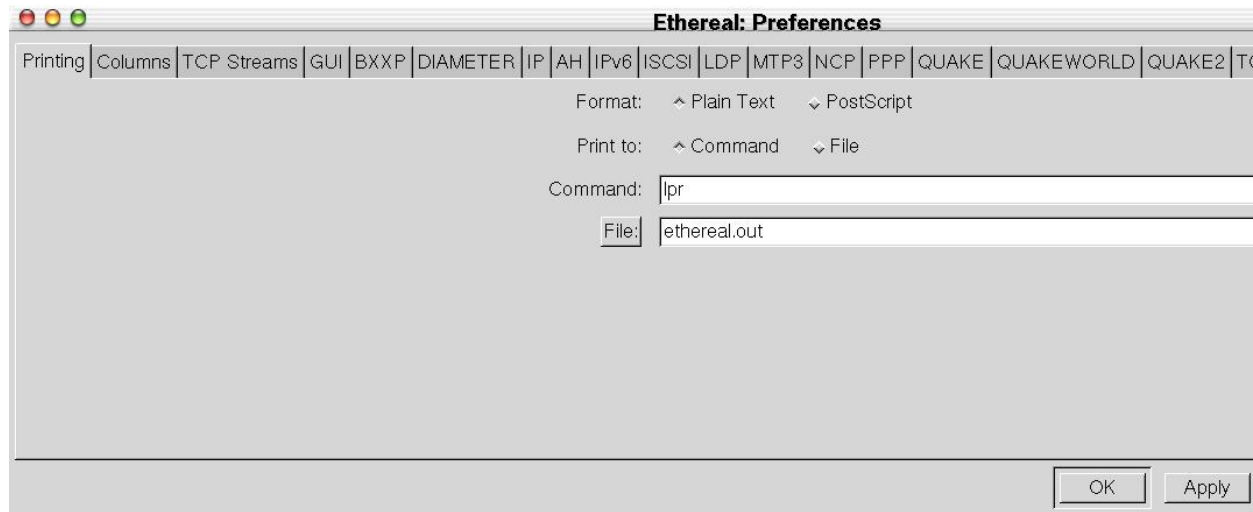 Ethereal: Preferences
Printing Columns TCP Streams GUI BXXP DIAMETER IP AH IPv6 ISCSI LDP MTP3 NCP PPP QUAKE QUAKEWORLD QUAKE2
Format: Plain Text PostScript
Print to: Command File
Command: lpr
File: ethereal.out
OK Apply